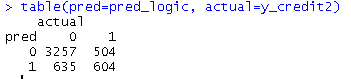 > table(pred=pred_logic, actual=y_credit2)
actual
pred 0 1
0 3257 504
1 635 604